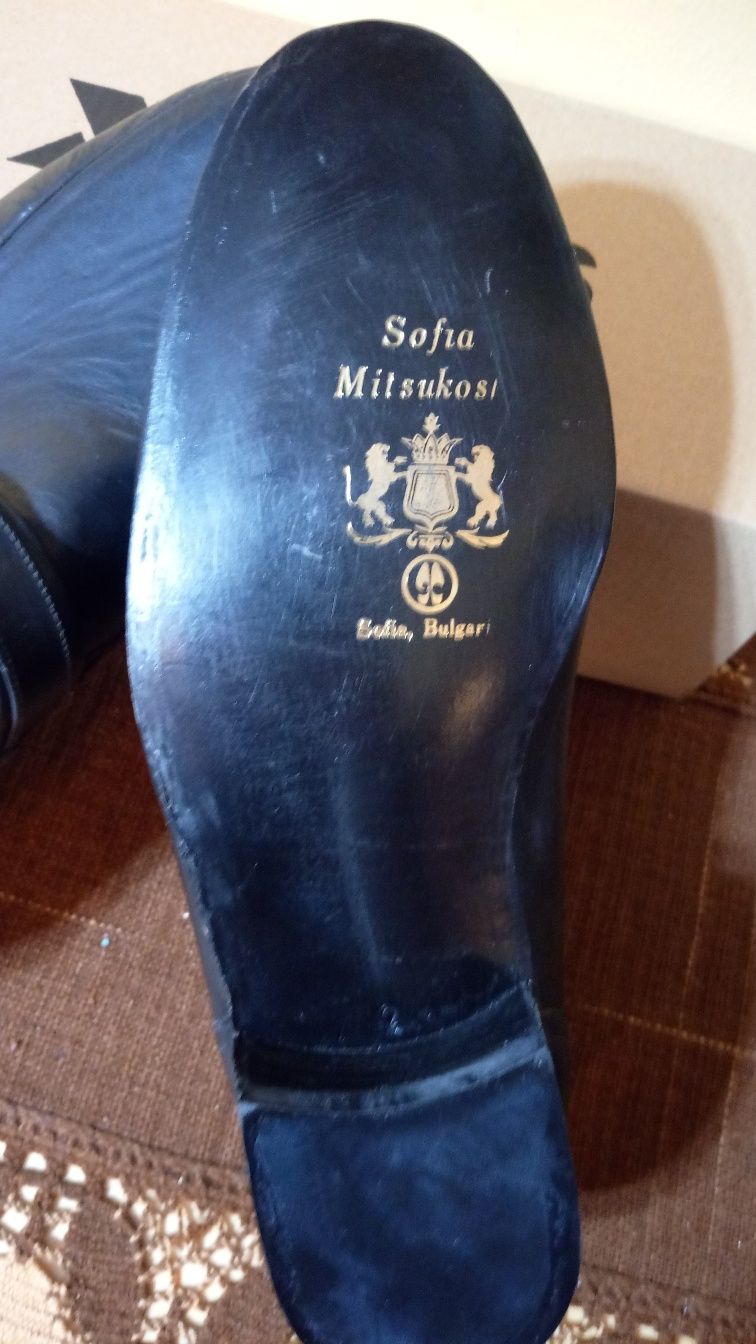 Sofia
Mitsukosi
Sofia, Bulgari